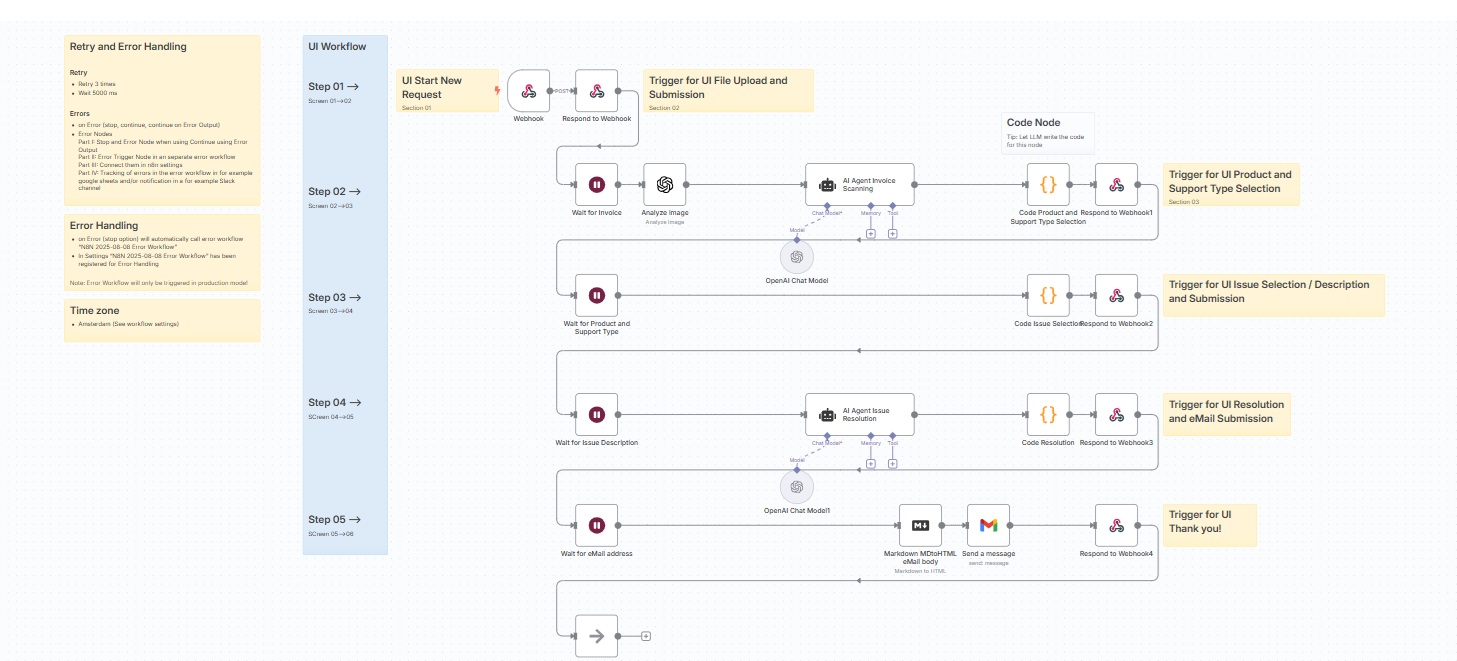 Retry and Error Handling
Retry
Retry 3 times
Wait 5000 ms
Errors
on Error (stop, continue, continue on Error Output)
Error Nodes
Part I: Stop and Error Node when using Continue using Error
Output
Part II: Error Trigger Node in an separate error workflow
Part III: Connect them in n8n settings
Part IV: Tracking of errors in the error workflow in for example
google sheets and/or notification in a for example Slack
channel
Error Handling
on Error (stop option) will automatically call error workflow
"N8N 2025-08-08 Error Workflow"
In Settings "N8N 2025-08-08 Error Workflow" has been
registered for Error Handling
Note: Error Workflow will only be triggered in production mode!
Time zone
Amsterdam (See workflow settings)
UI Workflow
Step 01 -->
Screen 01-->02
Step 02 -->
Screen 02-->03
Step 03 -->
Screen 03-->04
Step 04 -->
SCreen 04-->05
Step 05 -->
SCreen 05-->06
UI Start New
Request
Section 01
POST
Webhook
Respond to Webhook
Trigger for UI File Upload and
Submission
Section 02
Code Node
Tip: Let LLM write the code
for this node
Wait for Invoice
Analyze image
Analyze Image
AI Agent Invoice
Scanning
Chat Model*
Memory
Tool
Model
OpenAI Chat Model
Code Product and
Support Type Selection
Respond to Webhook1
Trigger for UI Product and
Support Type Selection
Section 03
Wait for Product and
Support Type
Code Issue Selection
Respond to Webhook2
Trigger for UI Issue Selection / Description
and Submission
Wait for Issue Description
AI Agent Issue
Resolution
Chat Model*
Memory
Tool
Model
OpenAI Chat Model1
Code Resolution
Respond to Webhook3
Trigger for UI Resolution
and eMail Submission
Wait for eMail address
Markdown MDtoHTML
eMail body
Markdown to HTML
Send a message
send: message
Respond to Webhook4
Trigger for UI
Thank you!